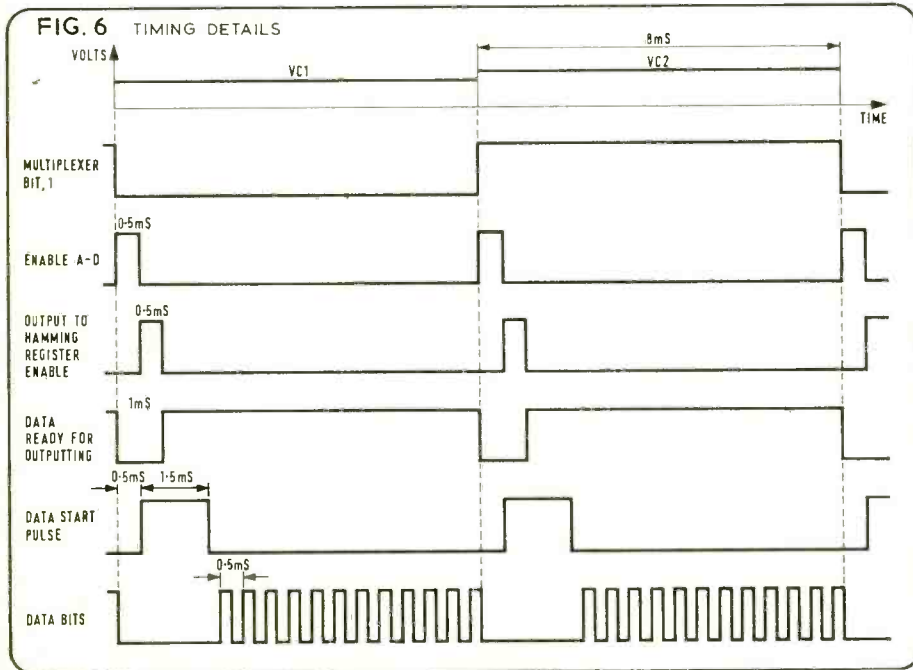 FIG. 6 TIMING DETAILS
VOLTS
8mS
VC1
VC2
TIME
MULTIPLEXER
BIT, 1
0·5mS
ENABLE A-D
0·5mS
OUTPUT TO
HAMMING
REGISTER
ENABLE
1mS
DATA
READY FOR
OUTPUTTING
0·5mS 1·5mS
DATA START
PULSE
0·5mS
DATA BITS